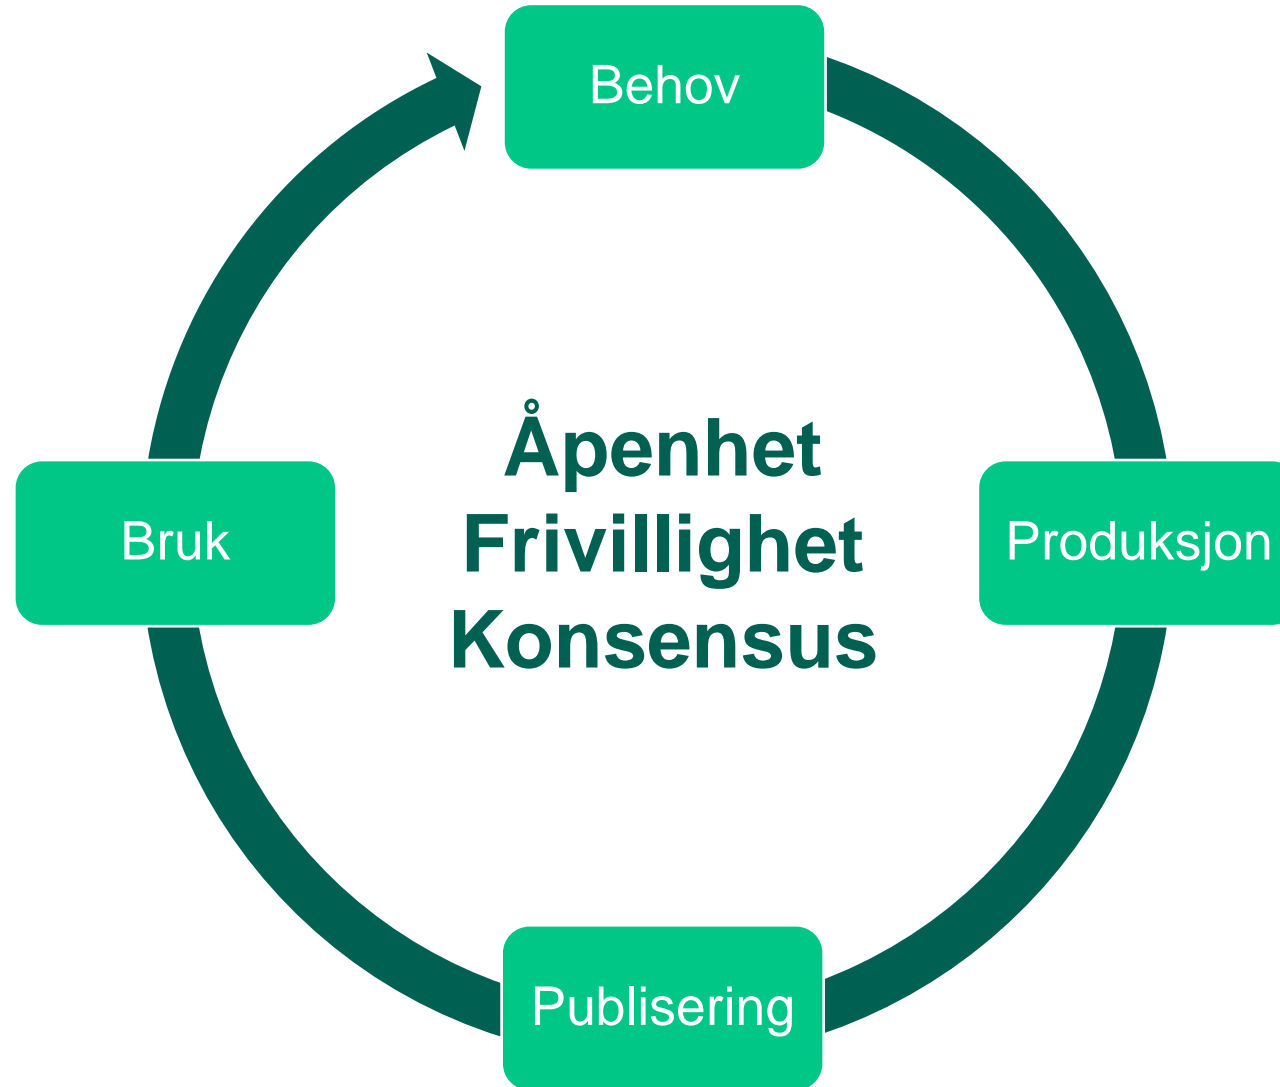 Behov
Åpenhet
Frivillighet
Konsensus
Bruk
Produksjon
Publisering